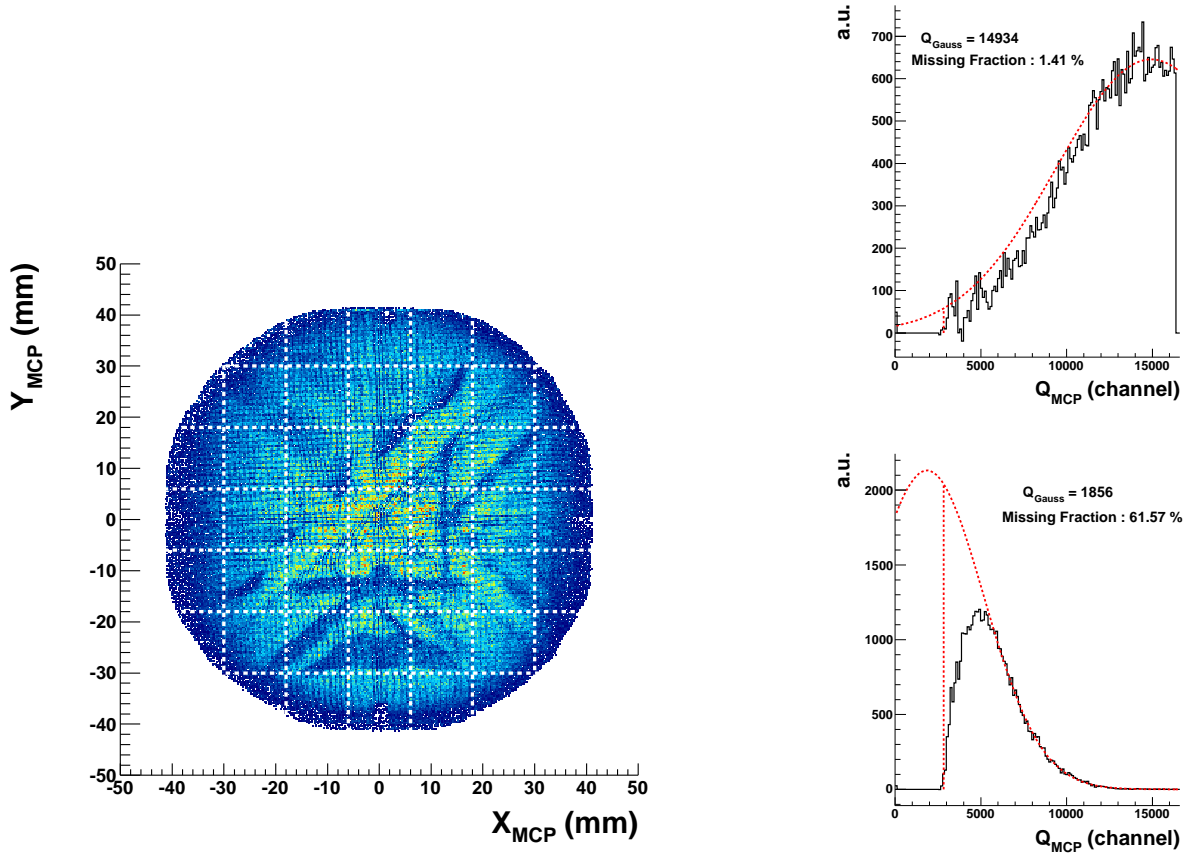 Y_MCP (mm)
50
40
30
20
10
0
-10
-20
-30
-40
-50
-50 -40 -30 -20 -10 0 10 20 30 40 50
X_MCP (mm)
a.u.
Q_Gauss = 14934
Missing Fraction : 1.41 %
700
600
500
400
300
200
100
0
0 5000 10000 15000
Q_MCP (channel)
a.u.
Q_Gauss = 1856
Missing Fraction : 61.57 %
2000
1500
1000
500
0
0 5000 10000 15000
Q_MCP (channel)